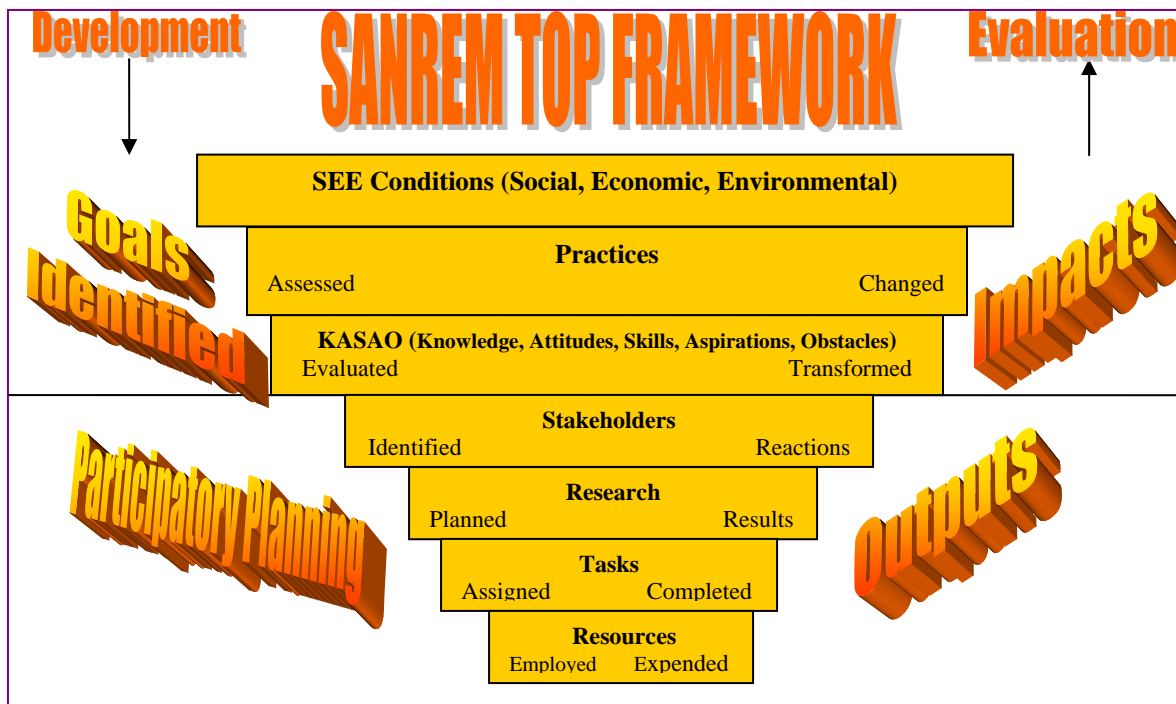 Development
SANREM TOP FRAMEWORK
Evaluation
SEE Conditions (Social, Economic, Environmental)
Goals
Identified
Practices
Assessed Changed
Impacts
KASAO (Knowledge, Attitudes, Skills, Aspirations, Obstacles)
Evaluated Transformed
Stakeholders
Identified Reactions
Participatory Planning
Research
Planned Results
Outputs
Tasks
Assigned Completed
Resources
Employed Expended